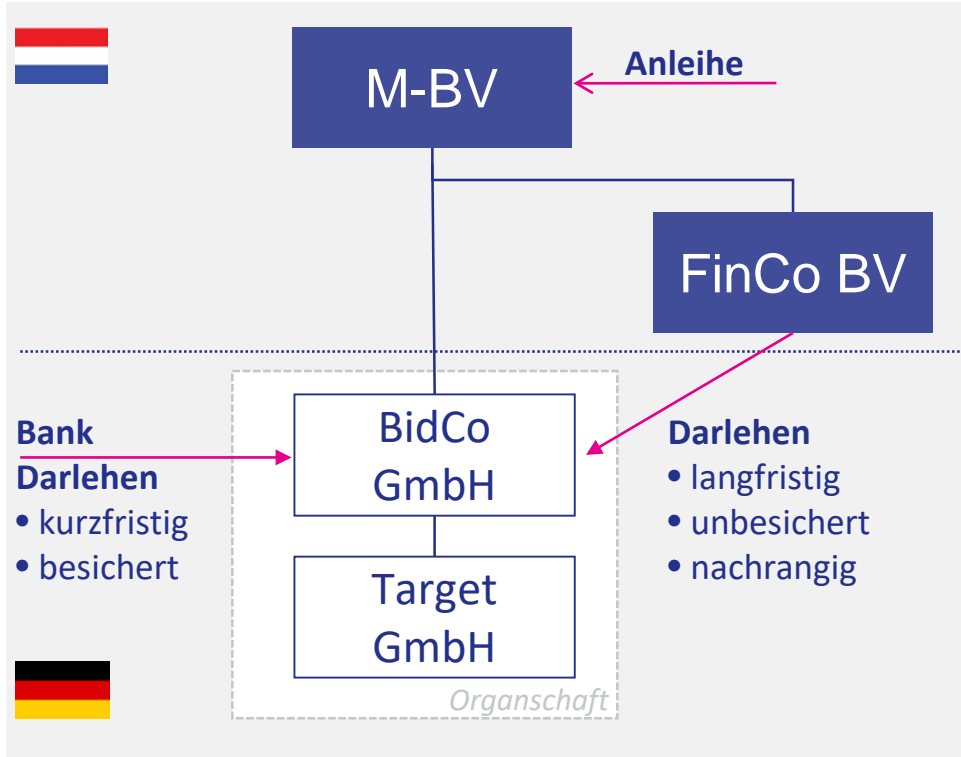 M-BV
Anleihe
FinCo BV
Bank
Darlehen
• kurzfristig
• besichert
BidCo
GmbH
Darlehen
• langfristig
• unbesichert
• nachrangig
Target
GmbH
Organschaft